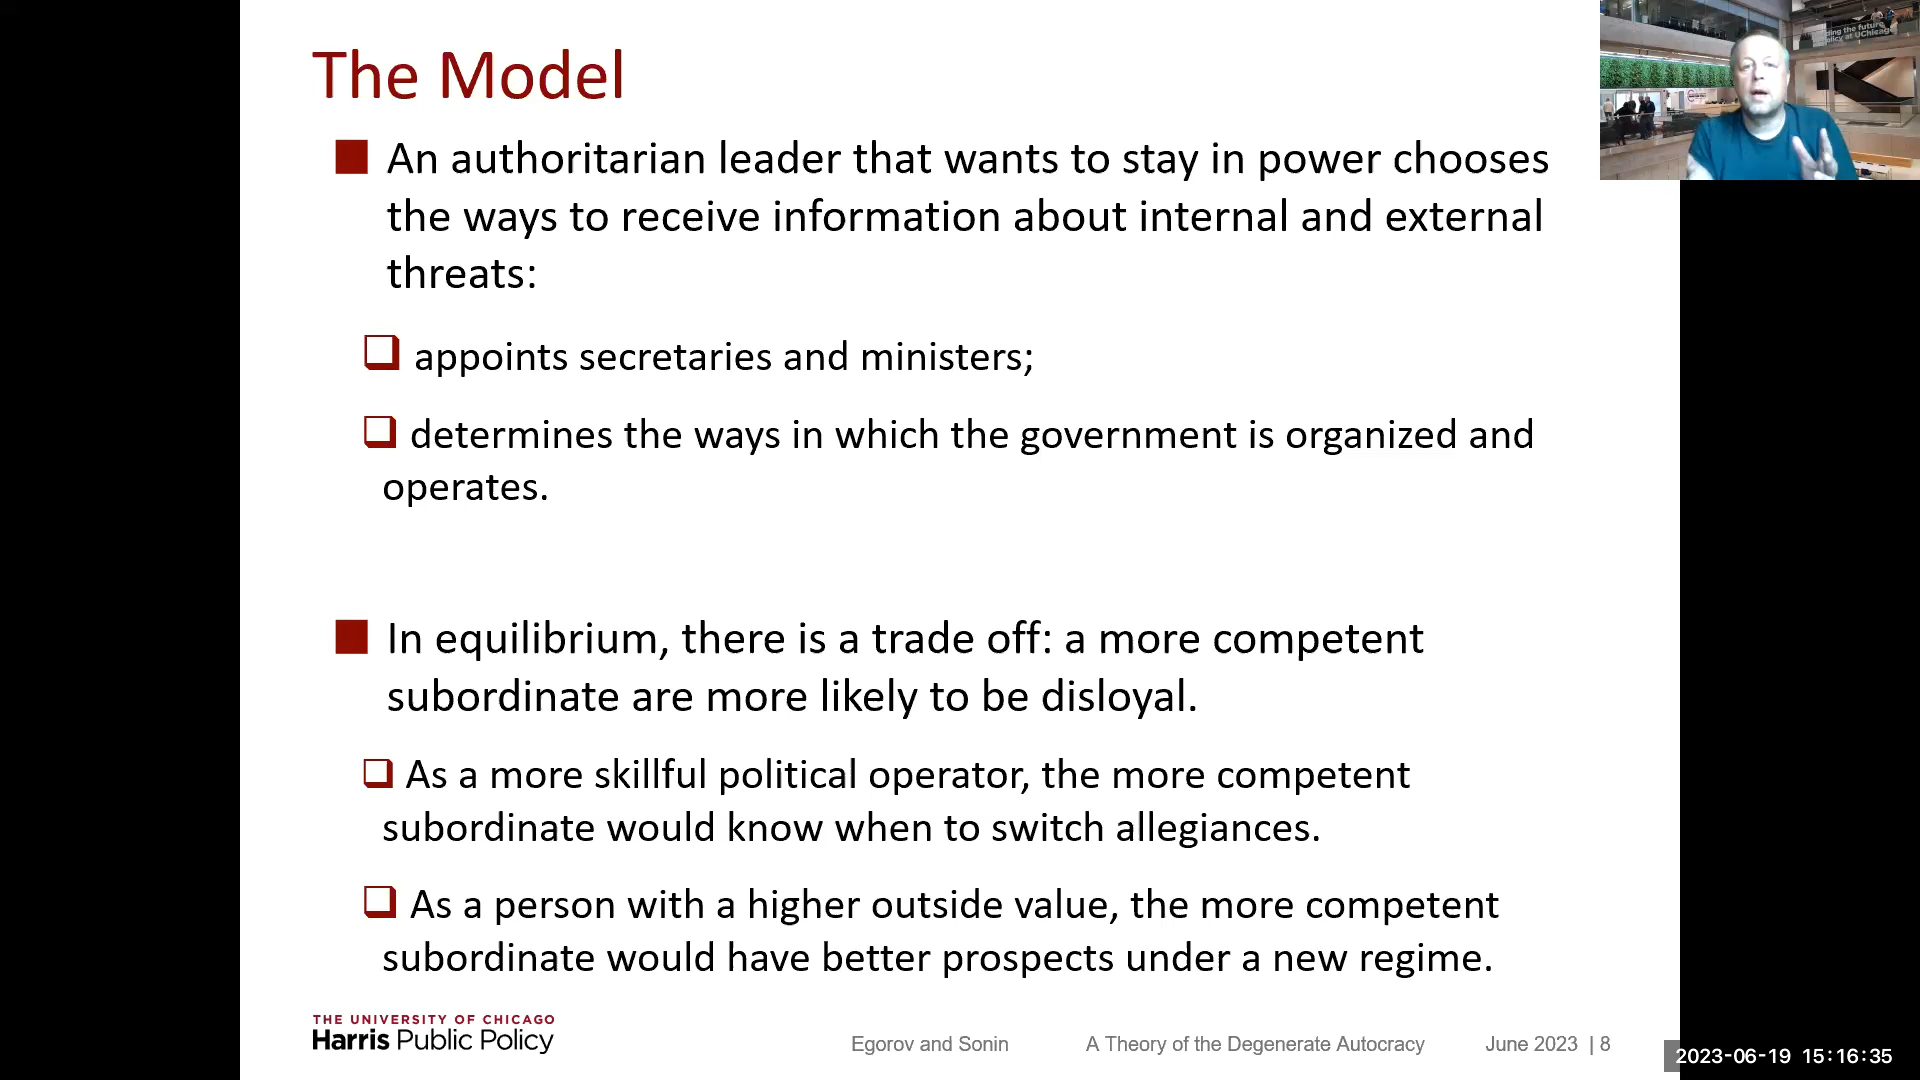 The Model
An authoritarian leader that wants to stay in power chooses
the ways to receive information about internal and external
threats:
appoints secretaries and ministers;
determines the ways in which the government is organized and
operates.
In equilibrium, there is a trade off: a more competent
subordinate are more likely to be disloyal.
As a more skillful political operator, the more competent
subordinate would know when to switch allegiances.
As a person with a higher outside value, the more competent
subordinate would have better prospects under a new regime.
THE UNIVERSITY OF CHICAGO
Harris Public Policy
Egorov and Sonin
A Theory of the Degenerate Autocracy
June 2023 | 8
2023-06-19 15:16:35
the future
at UChicago